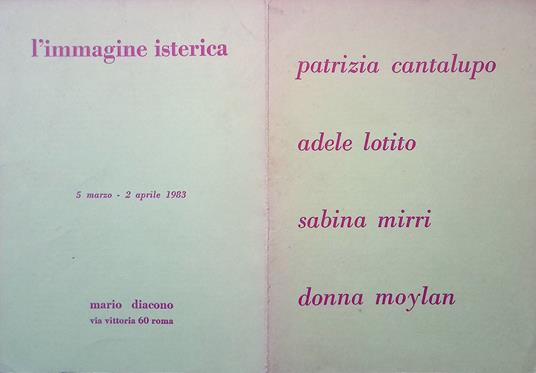 l'immagine isterica
5 marzo - 2 aprile 1983
mario diacono
via vittoria 60 roma
patrizia cantalupo
adele lotito
sabina mirri
donna moylan